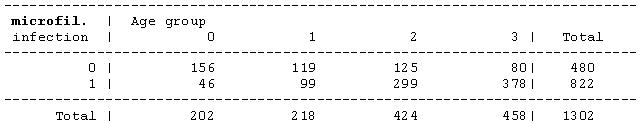 microfil. | Age group
infection | 0 1 2 3 | Total
0 | 156 119 125 80| 480
1 | 46 99 299 378| 822
Total | 202 218 424 458| 1302